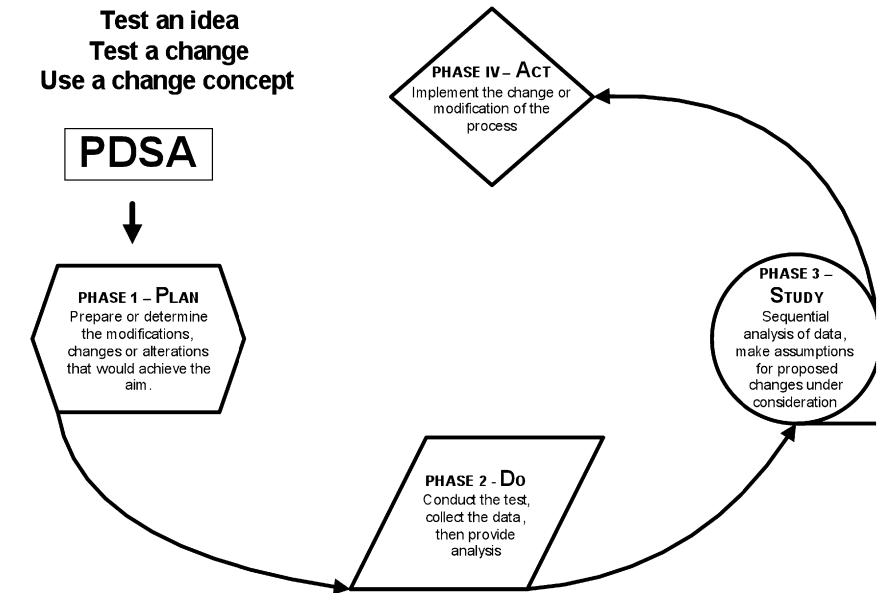 Test an idea
Test a change
Use a change concept
PDSA
PHASE IV – ACT
Implement the change or
modification of the
process
PHASE 1 – PLAN
Prepare or determine
the modifications,
changes or alterations
that would achieve the
aim.
PHASE 2 - DO
Conduct the test,
collect the data,
then provide
analysis
PHASE 3 –
STUDY
Sequential
analysis of data,
make assumptions
for proposed
changes under
consideration